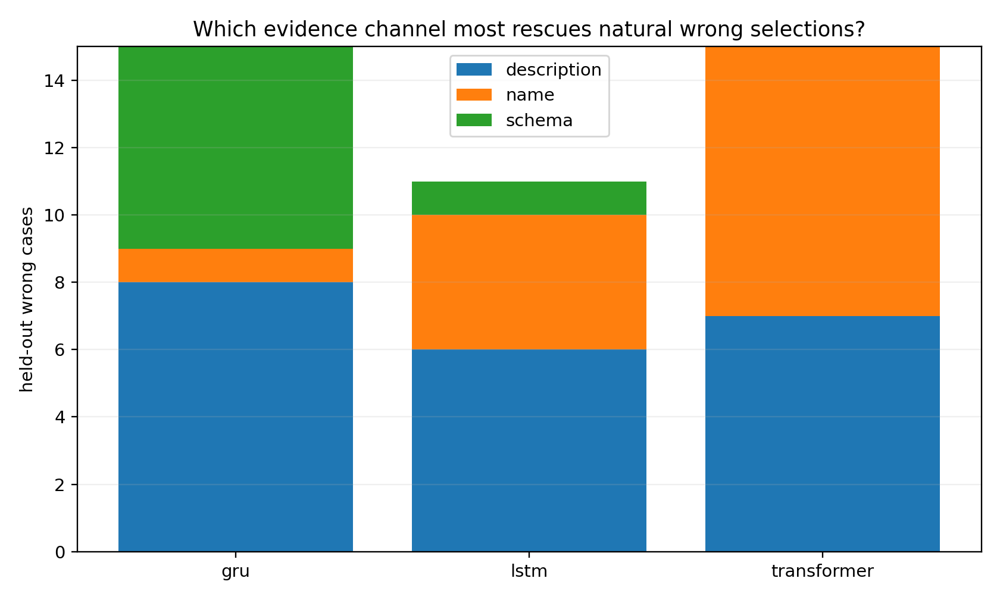 Which evidence channel most rescues natural wrong selections?
description
name
schema
held-out wrong cases
14
12
10
8
6
4
2
0
gru
lstm
transformer